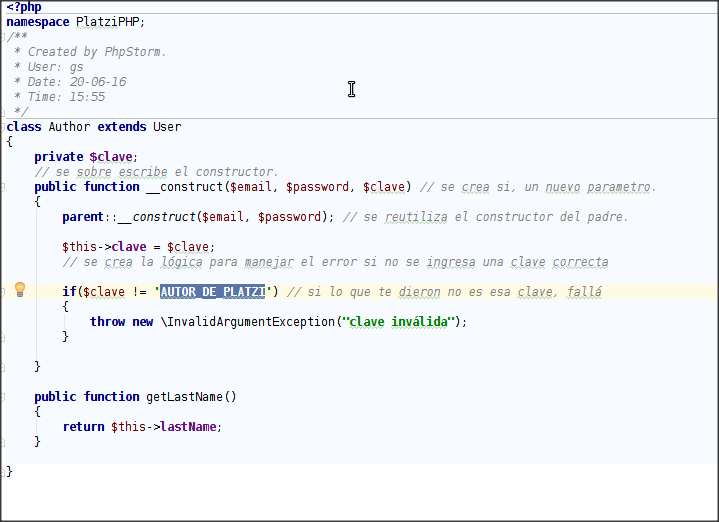 <?php
namespace PlatziPHP;
/**
 * Created by PhpStorm.
 * User: gs
 * Date: 20-06-16
 * Time: 15:55
 */
class Author extends User
{
    private $clave;
    // se sobre escribe el constructor.
    public function __construct($email, $password, $clave) // se crea si, un nuevo parametro.
    {
        parent::__construct($email, $password); // se reutiliza el constructor del padre.
        $this->clave = $clave;
        // se crea la lógica para manejar el error si no se ingresa una clave correcta
        if($clave != 'AUTOR_DE_PLATZI') // si lo que te dieron no es esa clave, fallá
        {
            throw new \InvalidArgumentException("clave inválida");
        }
    }
    public function getLastName()
    {
        return $this->lastName;
    }
}